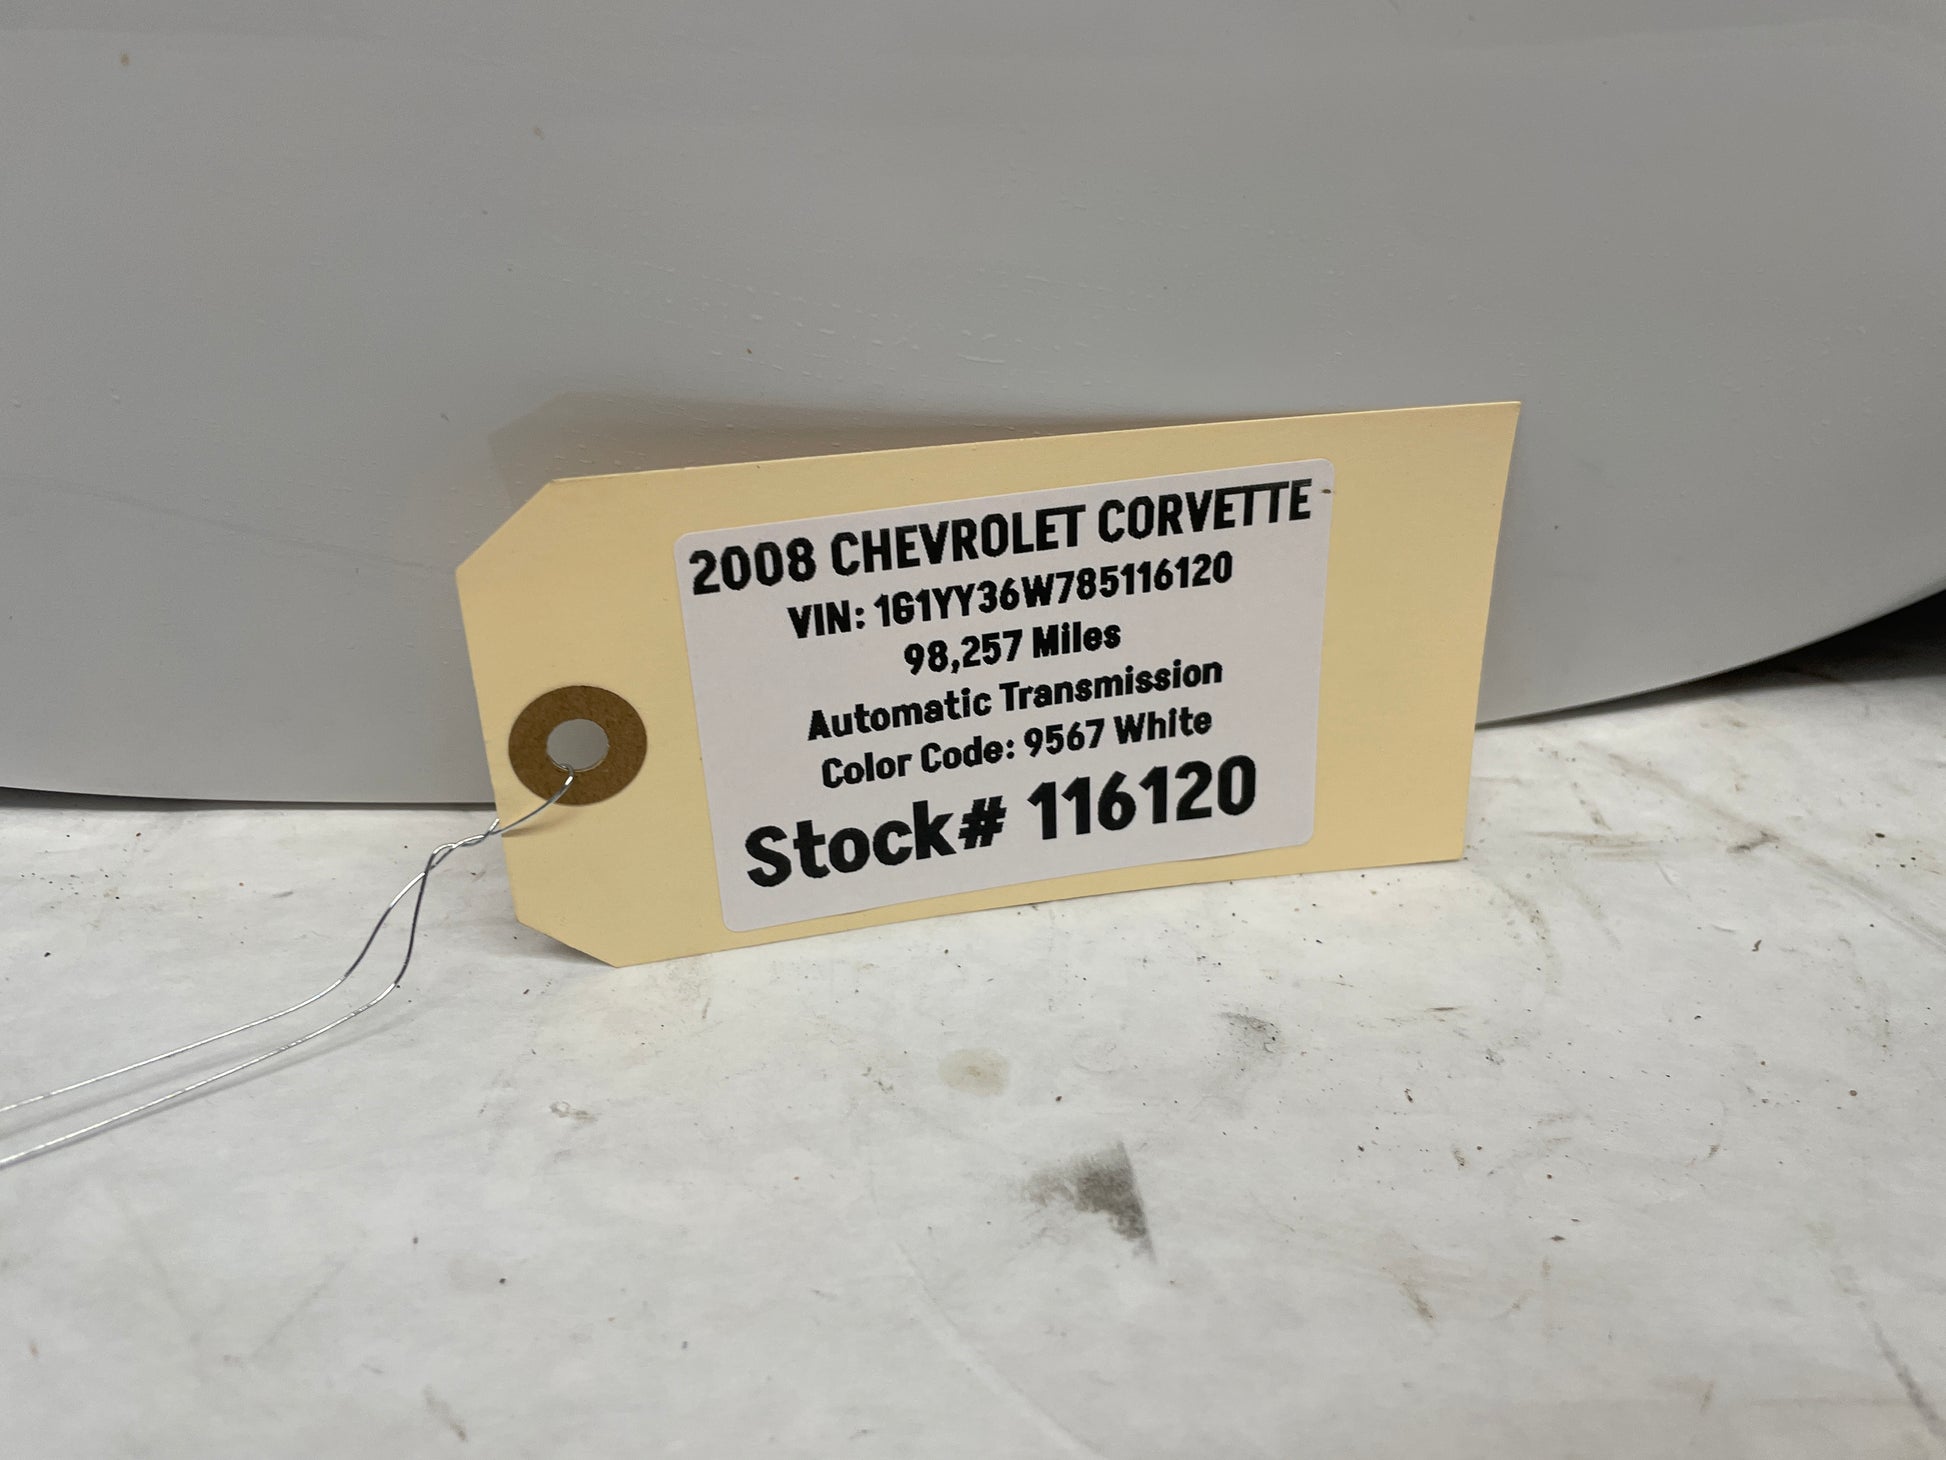 2008 CHEVROLET CORVETTE
VIN: 1G1YY36W785116120
98,257 Miles
Automatic Transmission
Color Code: 9567 White
Stock# 116120